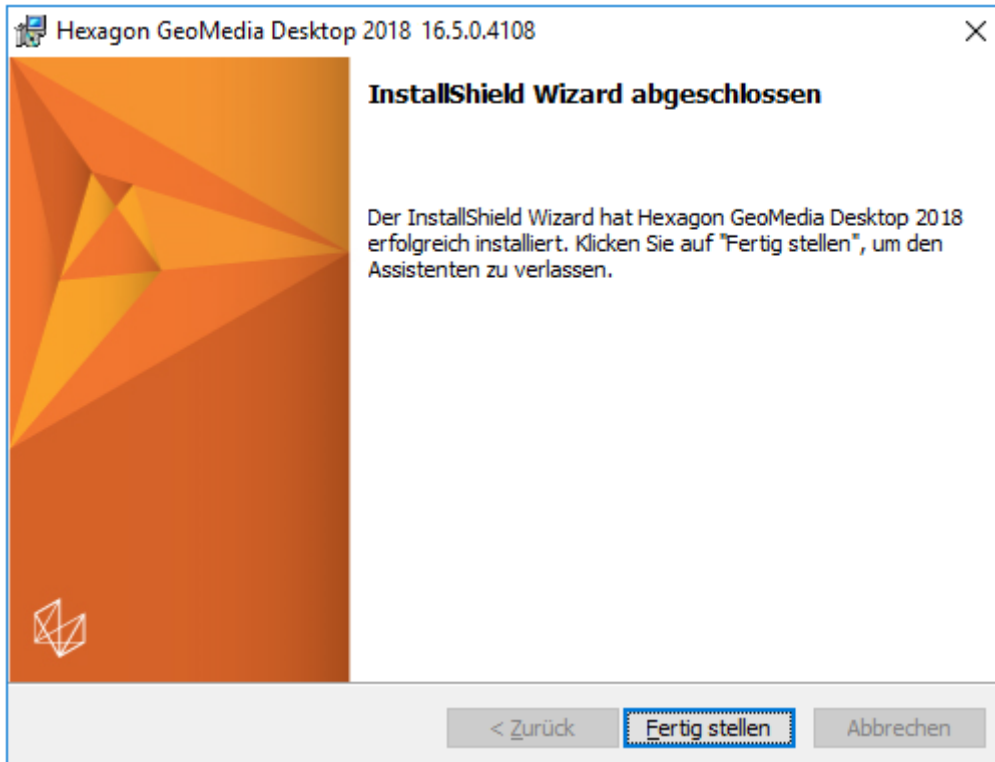 Hexagon GeoMedia Desktop 2018 16.5.0.4108
InstallShield Wizard abgeschlossen
Der InstallShield Wizard hat Hexagon GeoMedia Desktop 2018
erfolgreich installiert. Klicken Sie auf "Fertig stellen", um den
Assistenten zu verlassen.
< Zurück Fertig stellen Abbrechen